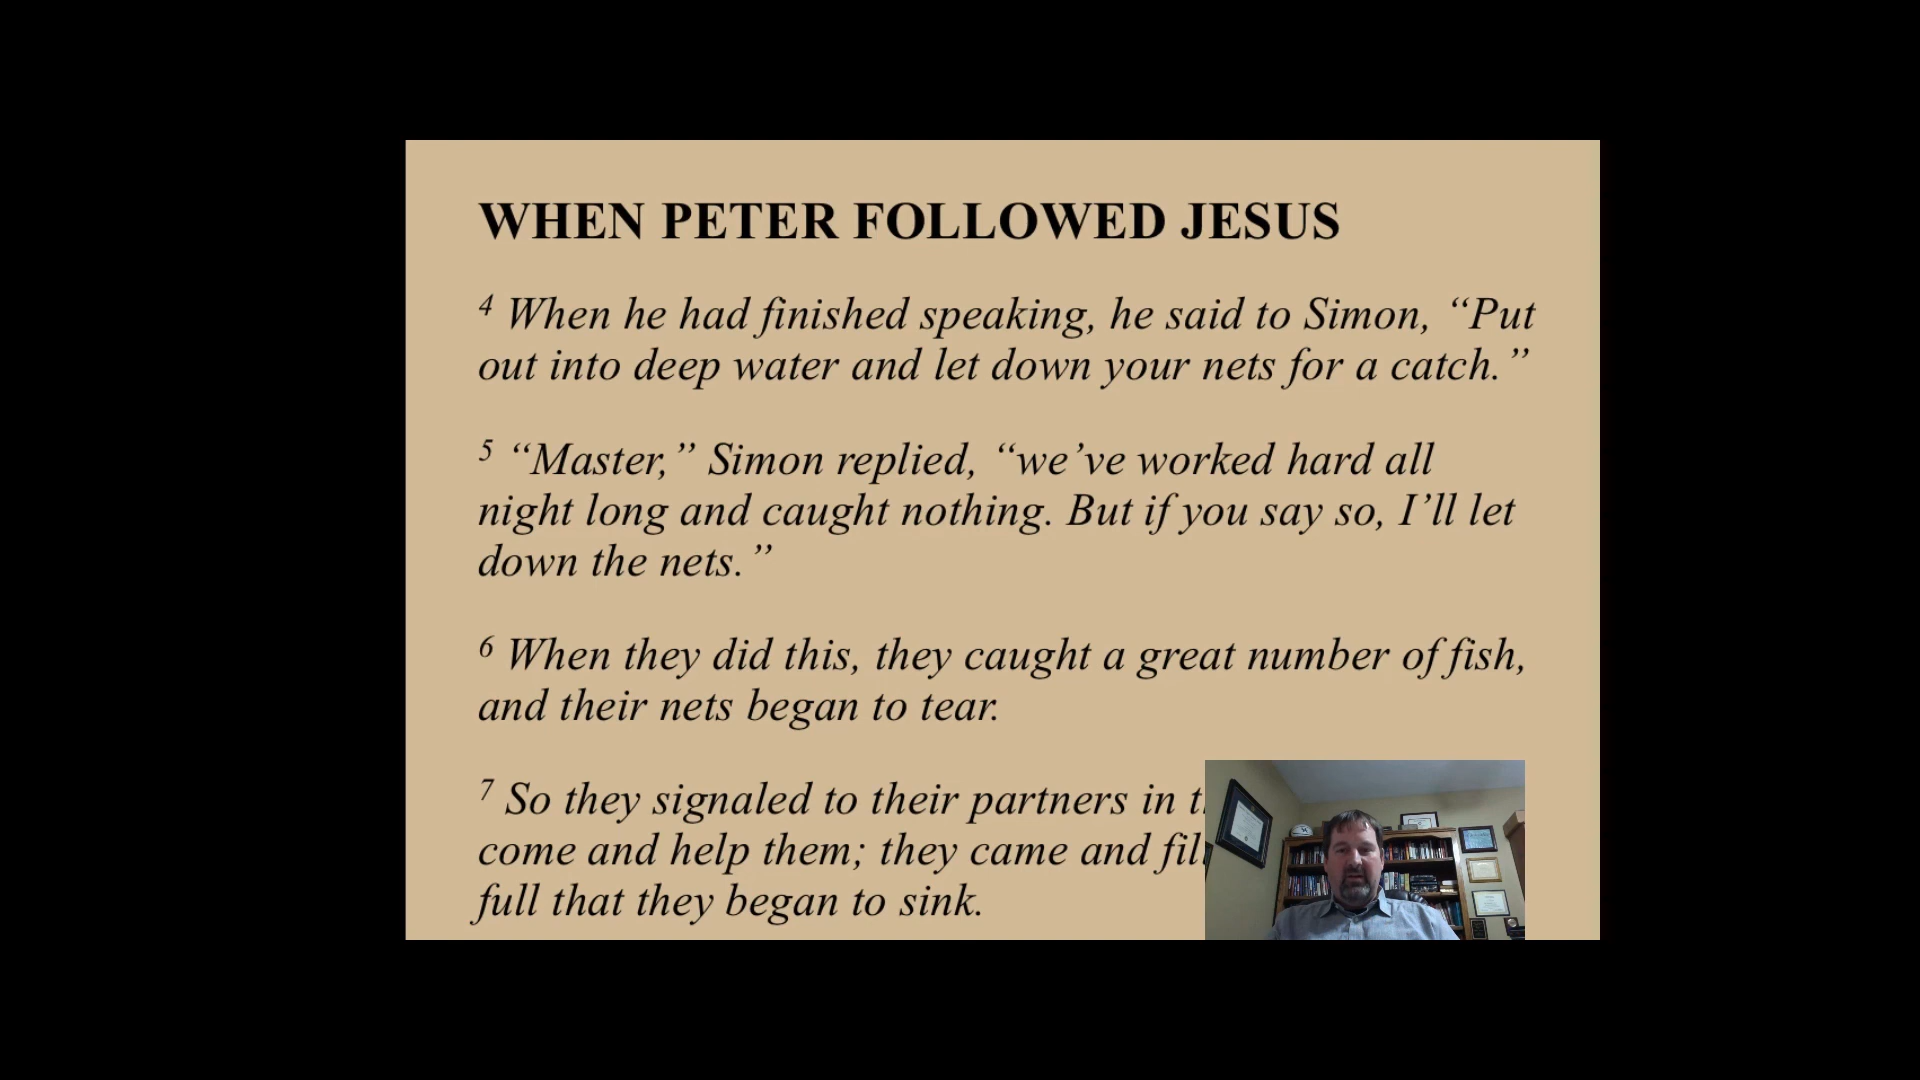 WHEN PETER FOLLOWED JESUS
4 When he had finished speaking, he said to Simon, “Put
out into deep water and let down your nets for a catch.”
5 “Master,” Simon replied, “we’ve worked hard all
night long and caught nothing. But if you say so, I’ll let
down the nets.”
6 When they did this, they caught a great number of fish,
and their nets began to tear.
7 So they signaled to their partners in
come and help them; they came and
full that they began to sink.